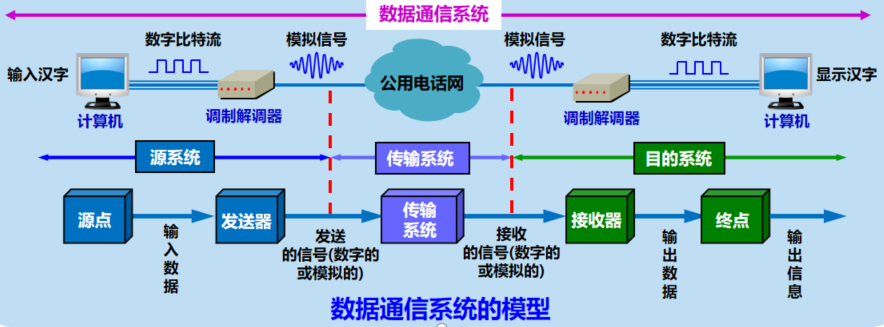 数据通信系统
数字比特流
模拟信号
模拟信号
数字比特流
输入汉字
公用电话网
显示汉字
计算机
调制解调器
调制解调器
计算机
源系统
传输系统
目的系统
源点
发送器
传输
系统
接收器
终点
输
入
数
据
发送
的信号(数字的
或模拟的)
接收
的信号(数字的
或模拟的)
输
出
数
据
输
出
信
息
数据通信系统的模型